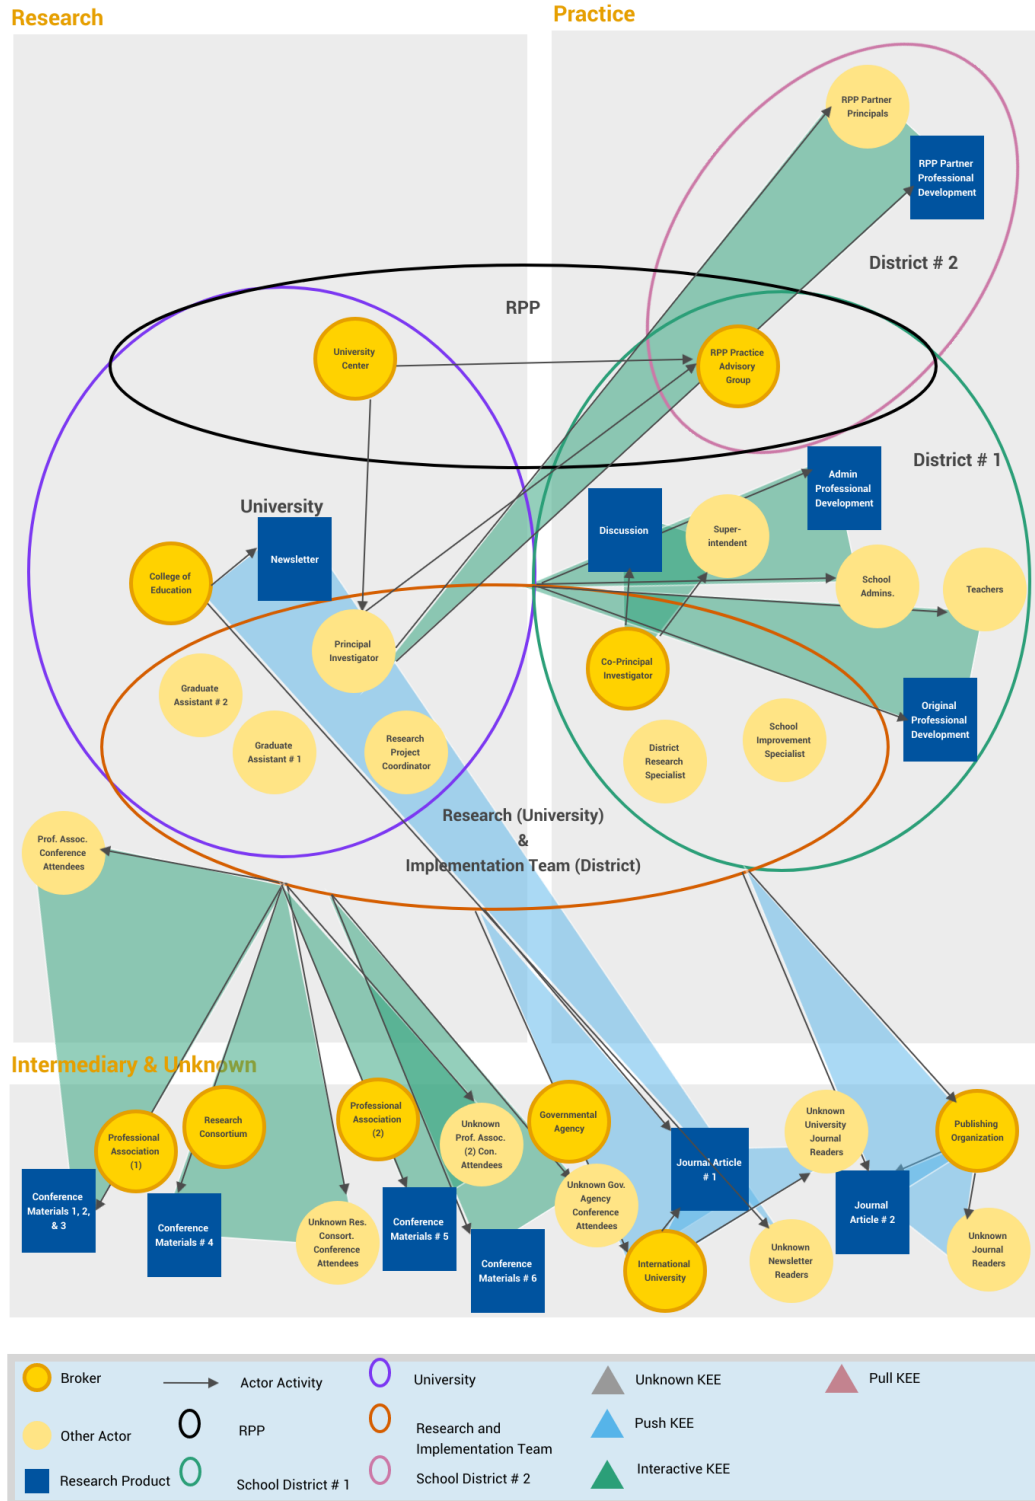 Research
Practice
RPP Partner
Principals
RPP Partner
Professional
Development
District # 2
RPP
University
Center
RPP Practice
Advisory
Group
District # 1
Admin
Professional
Development
University
Newsletter
Discussion
Super-
intendent
College of
Education
School
Admins.
Teachers
Principal
Investigator
Co-Principal
Investigator
Graduate
Assistant # 2
Original
Professional
Development
Graduate
Assistant # 1
Research
Project
Coordinator
District
Research
Specialist
School
Improvement
Specialist
Research (University)
&
Implementation Team (District)
Prof. Assoc.
Conference
Attendees
Intermediary & Unknown
Professional
Association
(1)
Research
Consortium
Professional
Association
(2)
Unknown
Prof. Assoc.
(2) Con.
Attendees
Governmental
Agency
Unknown
University
Journal
Readers
Publishing
Organization
Journal Article
# 1
Conference
Materials 1, 2,
& 3
Conference
Materials # 4
Unknown Res.
Consort.
Conference
Attendees
Conference
Materials # 5
Unknown Gov.
Agency
Conference
Attendees
Journal
Article # 2
Conference
Materials # 6
International
University
Unknown
Newsletter
Readers
Unknown
Journal
Readers
Broker
Actor Activity
University
Unknown KEE
Pull KEE
Other Actor
RPP
Research and
Implementation Team
Push KEE
Research Product
School District # 1
School District # 2
Interactive KEE